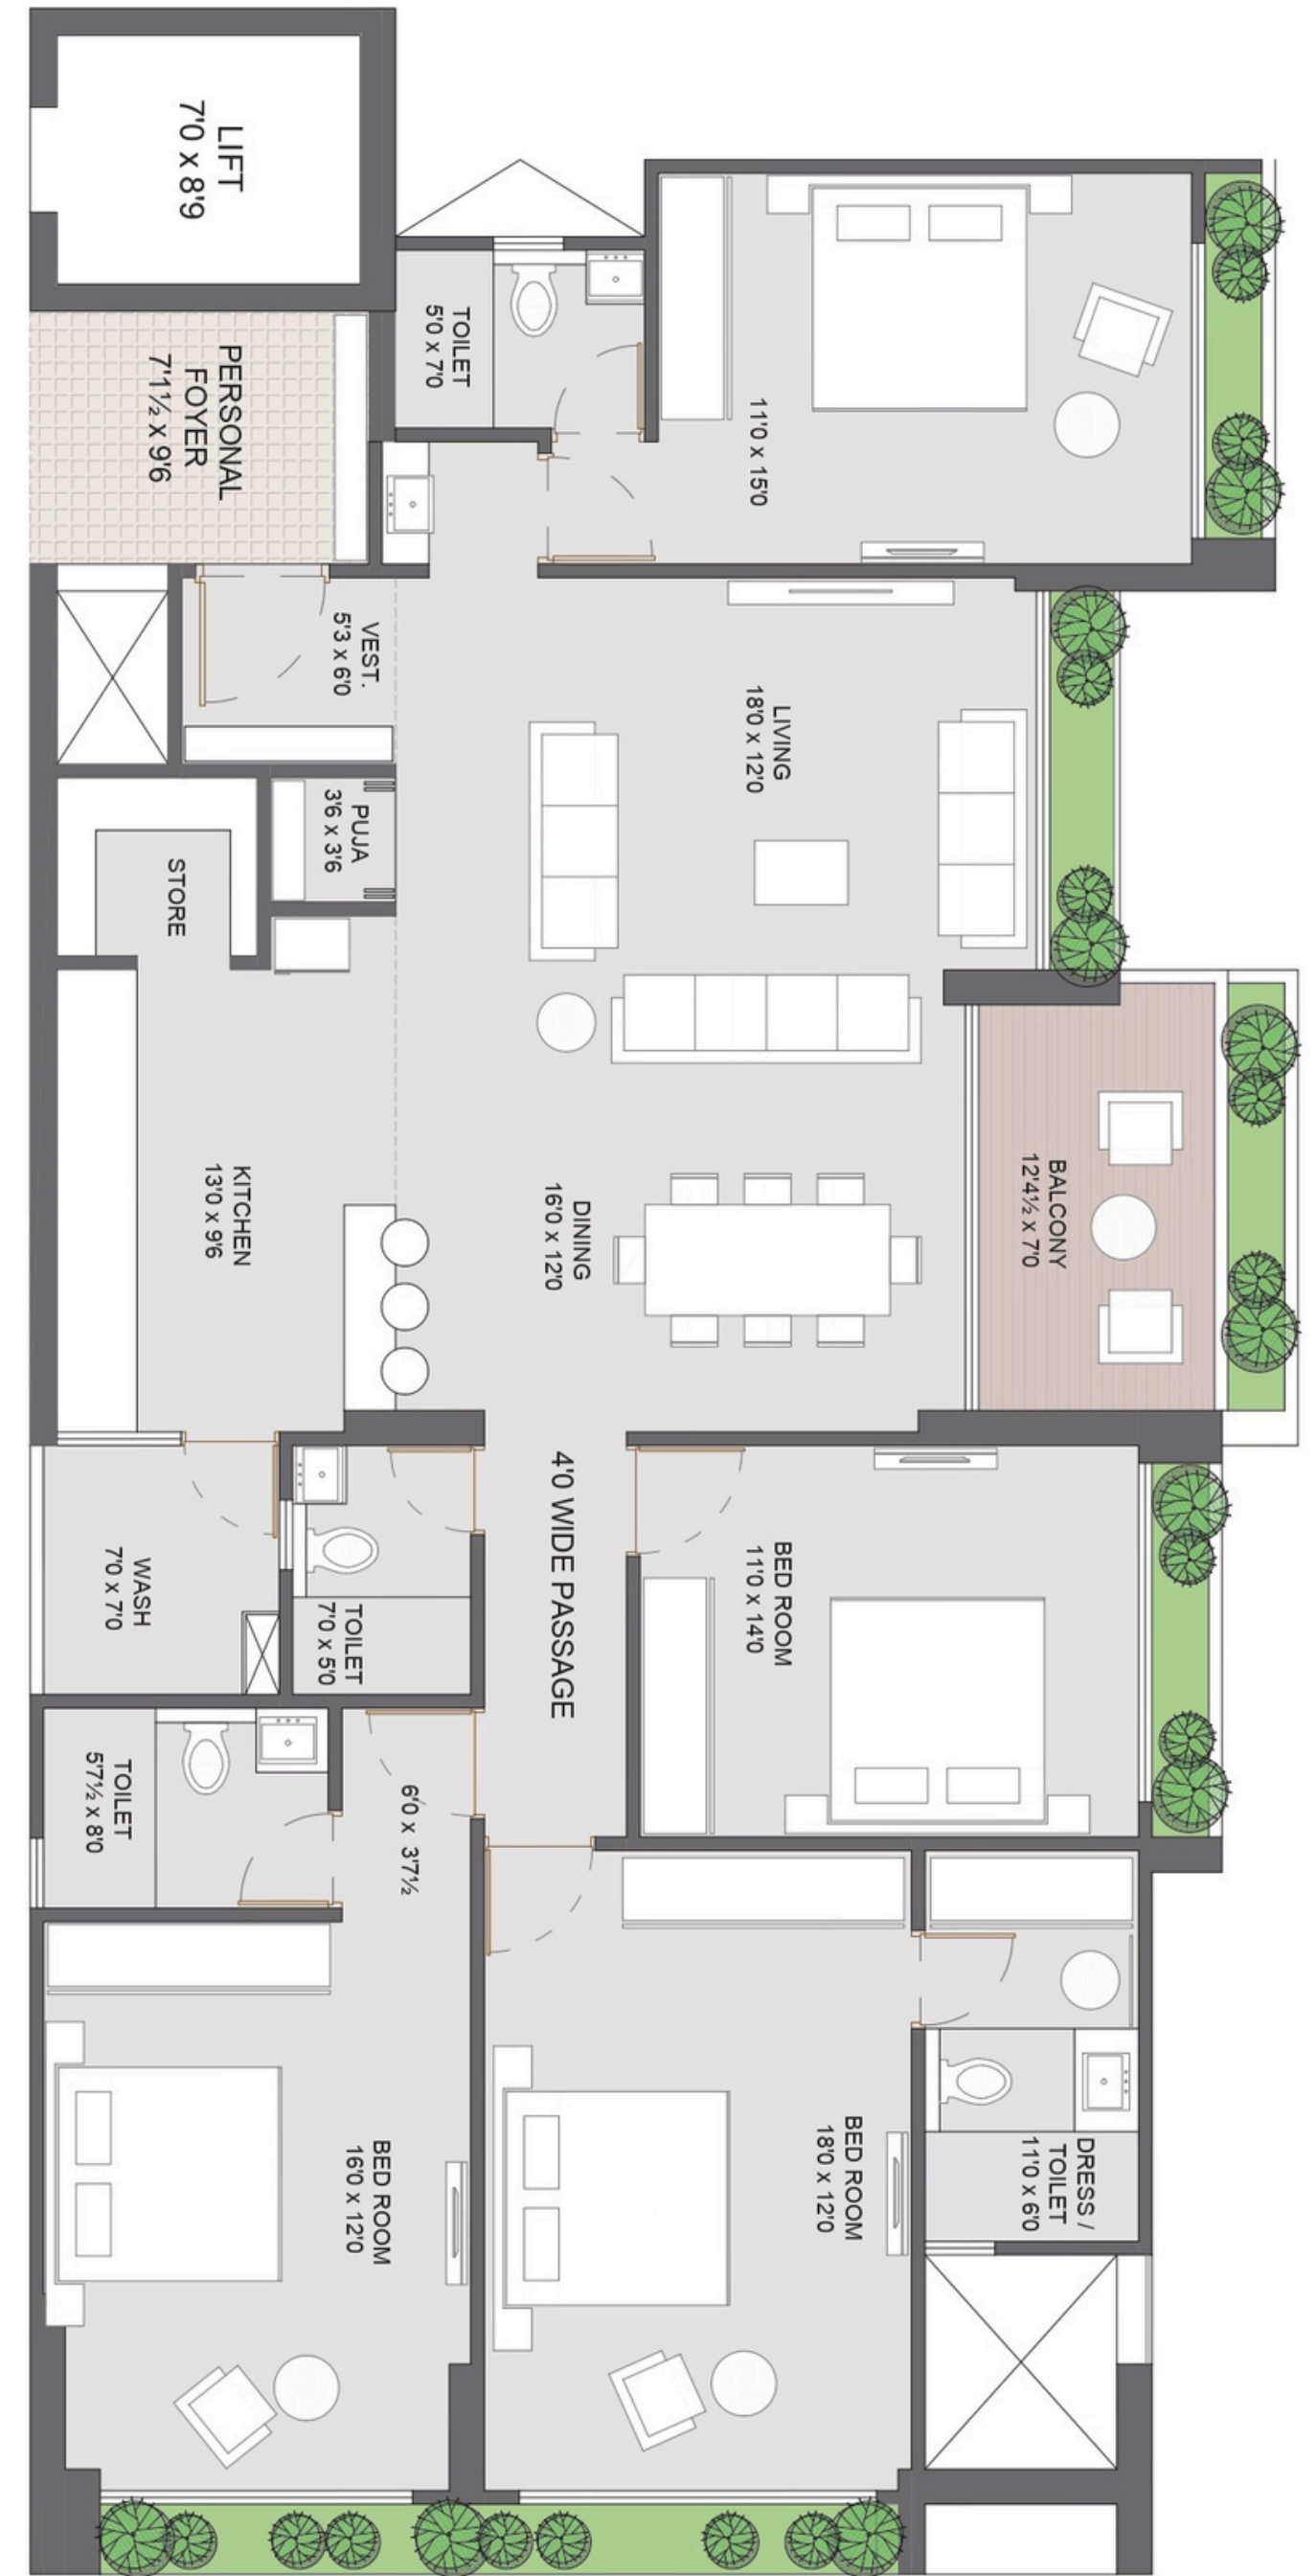 LIFT
7'0 x 8'9
PERSONAL
FOYER
7'1½ x 9'6
TOILET
5'0 x 7'0
11'0 x 15'0
VEST.
5'3 x 6'0
LIVING
18'0 x 12'0
PUJA
3'6 x 3'6
STORE
KITCHEN
13'0 x 9'6
DINING
16'0 x 12'0
BALCONY
12'4½ x 7'0
4'0 WIDE PASSAGE
BED ROOM
11'0 x 14'0
WASH
7'0 x 7'0
TOILET
7'0 x 5'0
TOILET
5'7½ x 8'0
6'0 x 3'7½
BED ROOM
16'0 x 12'0
BED ROOM
18'0 x 12'0
DRESS /
TOILET
11'0 x 6'0